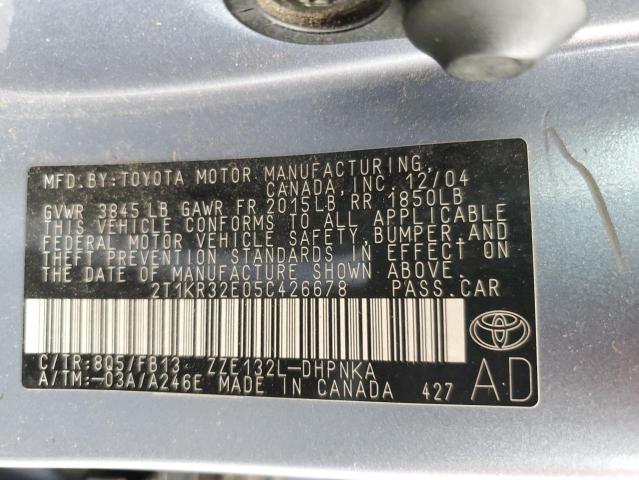 MFD. BY: TOYOTA MOTOR MANUFACTURING,
CANADA, INC. 12/04
GVWR 3845 LB GAWR FR 2015LB RR 1850LB
THIS VEHICLE CONFORMS TO ALL APPLICABLE
FEDERAL MOTOR VEHICLE SAFETY, BUMPER, AND
THEFT PREVENTION STANDARDS IN EFFECT ON
THE DATE OF MANUFACTURE SHOWN ABOVE.
2T1KR32E05C426678 PASS. CAR
C/TR: 8Q5/FB13 ZZE132L-DHPNKA
A/TM: -03A/A246E MADE IN CANADA 427
AD